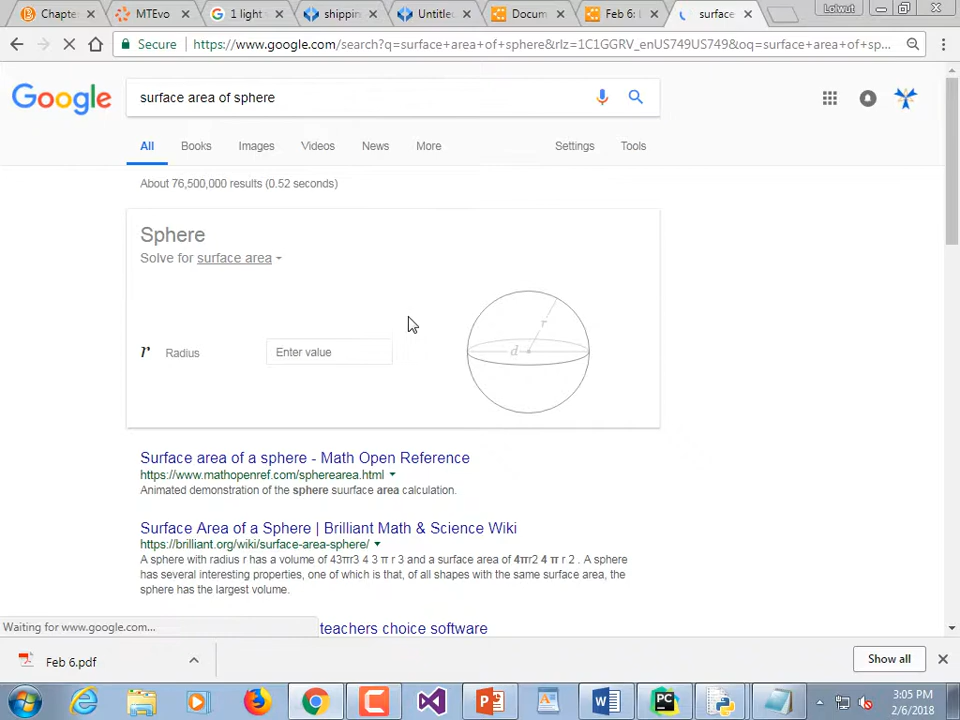 Chapte
MTEvo
1 light
shippin
Untitle
Docum
Feb 6: I
surface
Lolwut
Secure
https://www.google.com/search?q=surface+area+of+sphere&rlz=1C1GGRV_enUS749US749&oq=surface+area+of+sp...
Google
surface area of sphere
All
Books
Images
Videos
News
More
Settings
Tools
About 76,500,000 results (0.52 seconds)
Sphere
Solve for surface area
r
d
r Radius
Enter value
Surface area of a sphere - Math Open Reference
https://www.mathopenref.com/spherearea.html
Animated demonstration of the sphere suurface area calculation.
Surface Area of a Sphere | Brilliant Math & Science Wiki
https://brilliant.org/wiki/surface-area-sphere/
A sphere with radius r has a volume of 43πr3 4 3 π r 3 and a surface area of 4πr2 4 π r 2 . A sphere
has several interesting properties, one of which is that, of all shapes with the same surface area, the
sphere has the largest volume.
Waiting for www.google.com...
teachers choice software
Feb 6.pdf
Show all
3:05 PM
2/6/2018